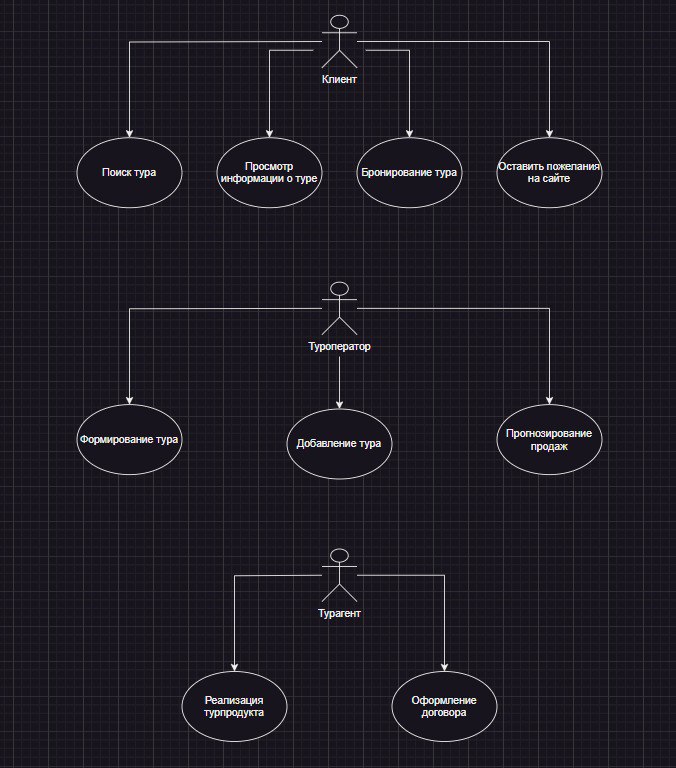 Клиент
Поиск тура
Просмотр
информации о туре
Бронирование тура
Оставить пожелания
на сайте
Туроператор
Формирование тура
Добавление тура
Прогнозирование
продаж
Турагент
Реализация
турпродукта
Оформление
договора